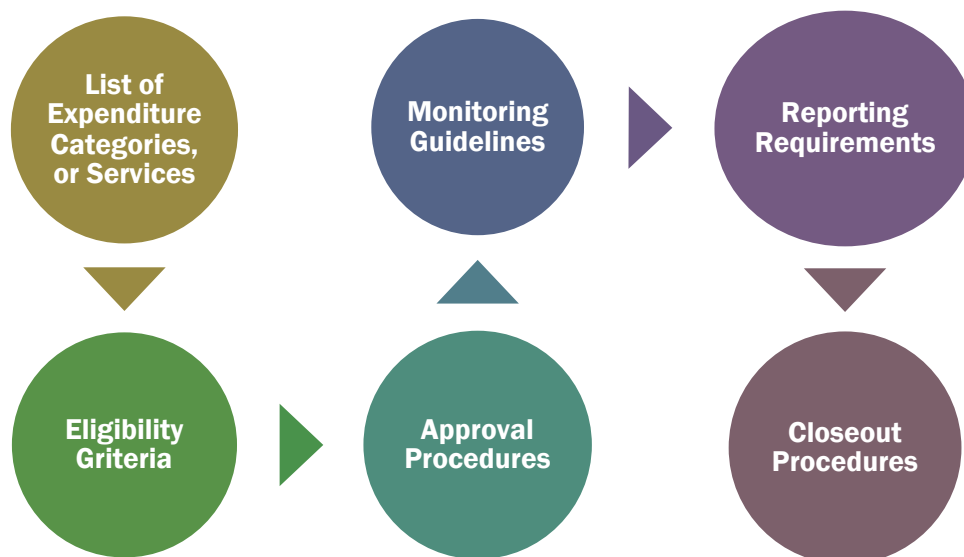 List of
Expenditure
Categories,
or Services
Eligibility
Griteria
Approval
Procedures
Monitoring
Guidelines
Reporting
Requirements
Closeout
Procedures